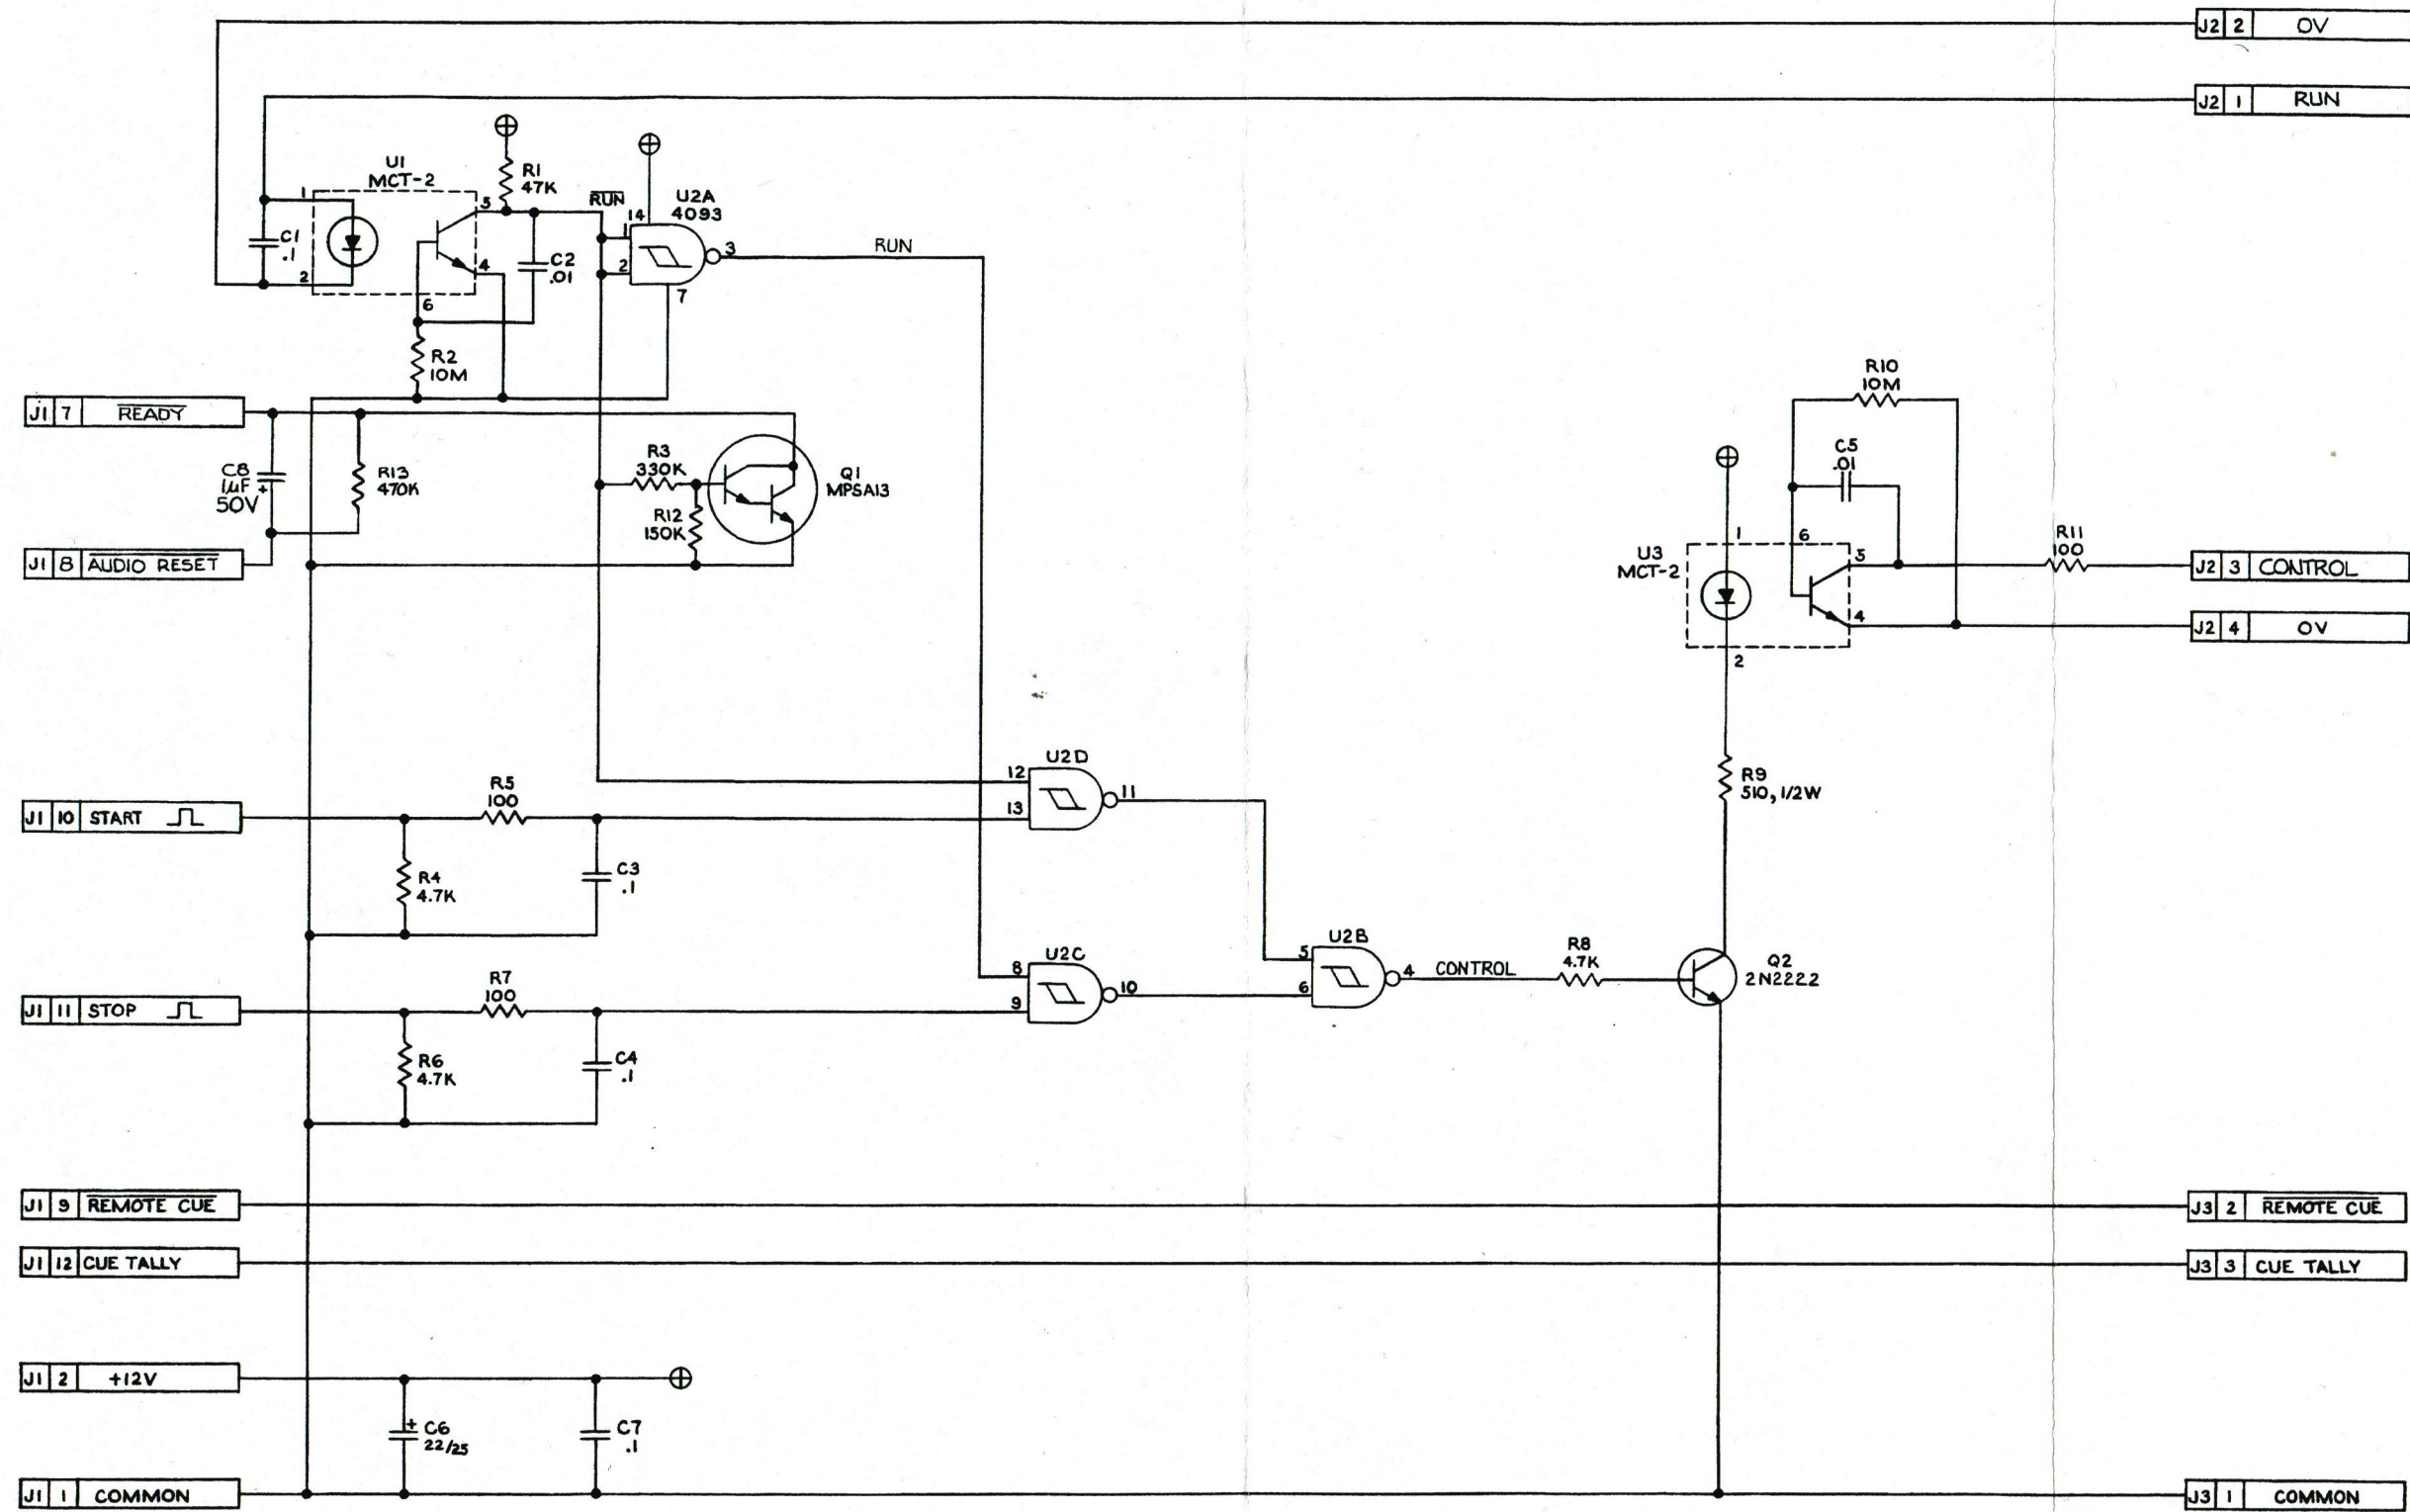 J2 2 OV
J2 1 RUN
U1
MCT-2
1
2
5
4
6
R1
47K
C1
.1
C2
.01
R2
10M
RUN
U2A
4093
14
1
2
3
7
RUN
J1 7 READY
C8
1µF +
50V
R13
470K
J1 8 AUDIO RESET
R3
330K
R12
150K
Q1
MPSA13
R10
10M
C5
.01
U3
MCT-2
1
6
5
4
2
R11
100
J2 3 CONTROL
J2 4 OV
R9
510, 1/2W
J1 10 START
R5
100
R4
4.7K
C3
.1
U2D
12
13
11
J1 11 STOP
R7
100
R6
4.7K
C4
.1
U2C
8
9
10
U2B
5
6
4
CONTROL
R8
4.7K
Q2
2N2222
J1 9 REMOTE CUE
J3 2 REMOTE CUE
J1 12 CUE TALLY
J3 3 CUE TALLY
J1 2 +12V
+ C6
22/25
C7
.1
J1 1 COMMON
J3 1 COMMON